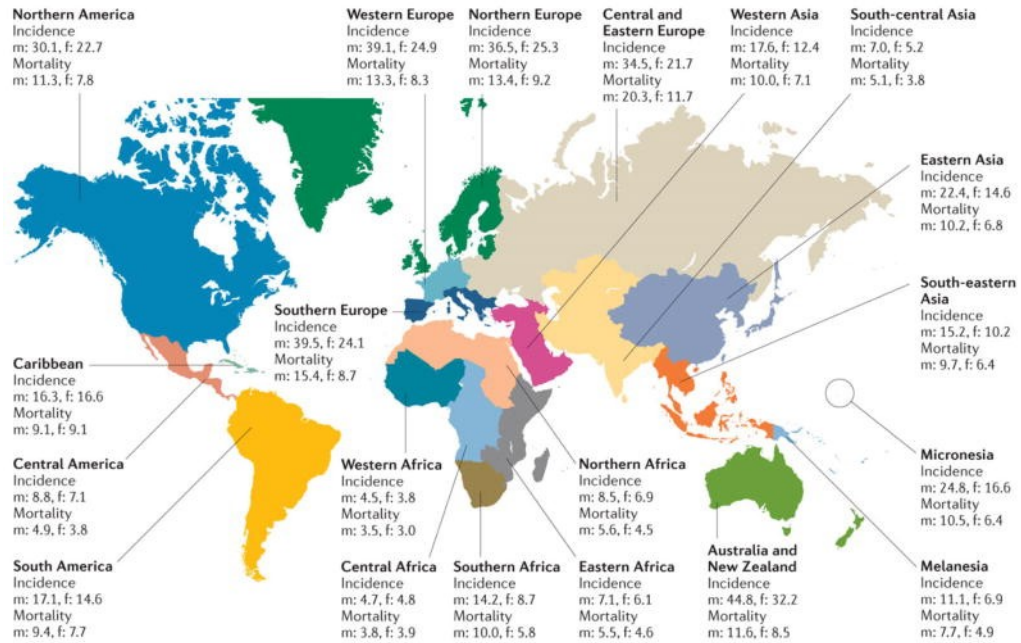 Northern America
Incidence
m: 30.1, f: 22.7
Mortality
m: 11.3, f: 7.8
Western Europe
Incidence
m: 39.1, f: 24.9
Mortality
m: 13.3, f: 8.3
Northern Europe
Incidence
m: 36.5, f: 25.3
Mortality
m: 13.4, f: 9.2
Central and
Eastern Europe
Incidence
m: 34.5, f: 21.7
Mortality
m: 20.3, f: 11.7
Western Asia
Incidence
m: 17.6, f: 12.4
Mortality
m: 10.0, f: 7.1
South-central Asia
Incidence
m: 7.0, f: 5.2
Mortality
m: 5.1, f: 3.8
Eastern Asia
Incidence
m: 22.4, f: 14.6
Mortality
m: 10.2, f: 6.8
South-eastern
Asia
Incidence
m: 15.2, f: 10.2
Mortality
m: 9.7, f: 6.4
Southern Europe
Incidence
m: 39.5, f: 24.1
Mortality
m: 15.4, f: 8.7
Caribbean
Incidence
m: 16.3, f: 16.6
Mortality
m: 9.1, f: 9.1
Central America
Incidence
m: 8.8, f: 7.1
Mortality
m: 4.9, f: 3.8
South America
Incidence
m: 17.1, f: 14.6
Mortality
m: 9.4, f: 7.7
Western Africa
Incidence
m: 4.5, f: 3.8
Mortality
m: 3.5, f: 3.0
Northern Africa
Incidence
m: 8.5, f: 6.9
Mortality
m: 5.6, f: 4.5
Micronesia
Incidence
m: 24.8, f: 16.6
Mortality
m: 10.5, f: 6.4
Central Africa
Incidence
m: 4.7, f: 4.8
Mortality
m: 3.8, f: 3.9
Southern Africa
Incidence
m: 14.2, f: 8.7
Mortality
m: 10.0, f: 5.8
Eastern Africa
Incidence
m: 7.1, f: 6.1
Mortality
m: 5.5, f: 4.6
Australia and
New Zealand
Incidence
m: 44.8, f: 32.2
Mortality
m: 11.6, f: 8.5
Melanesia
Incidence
m: 11.1, f: 6.9
Mortality
m: 7.7, f: 4.9